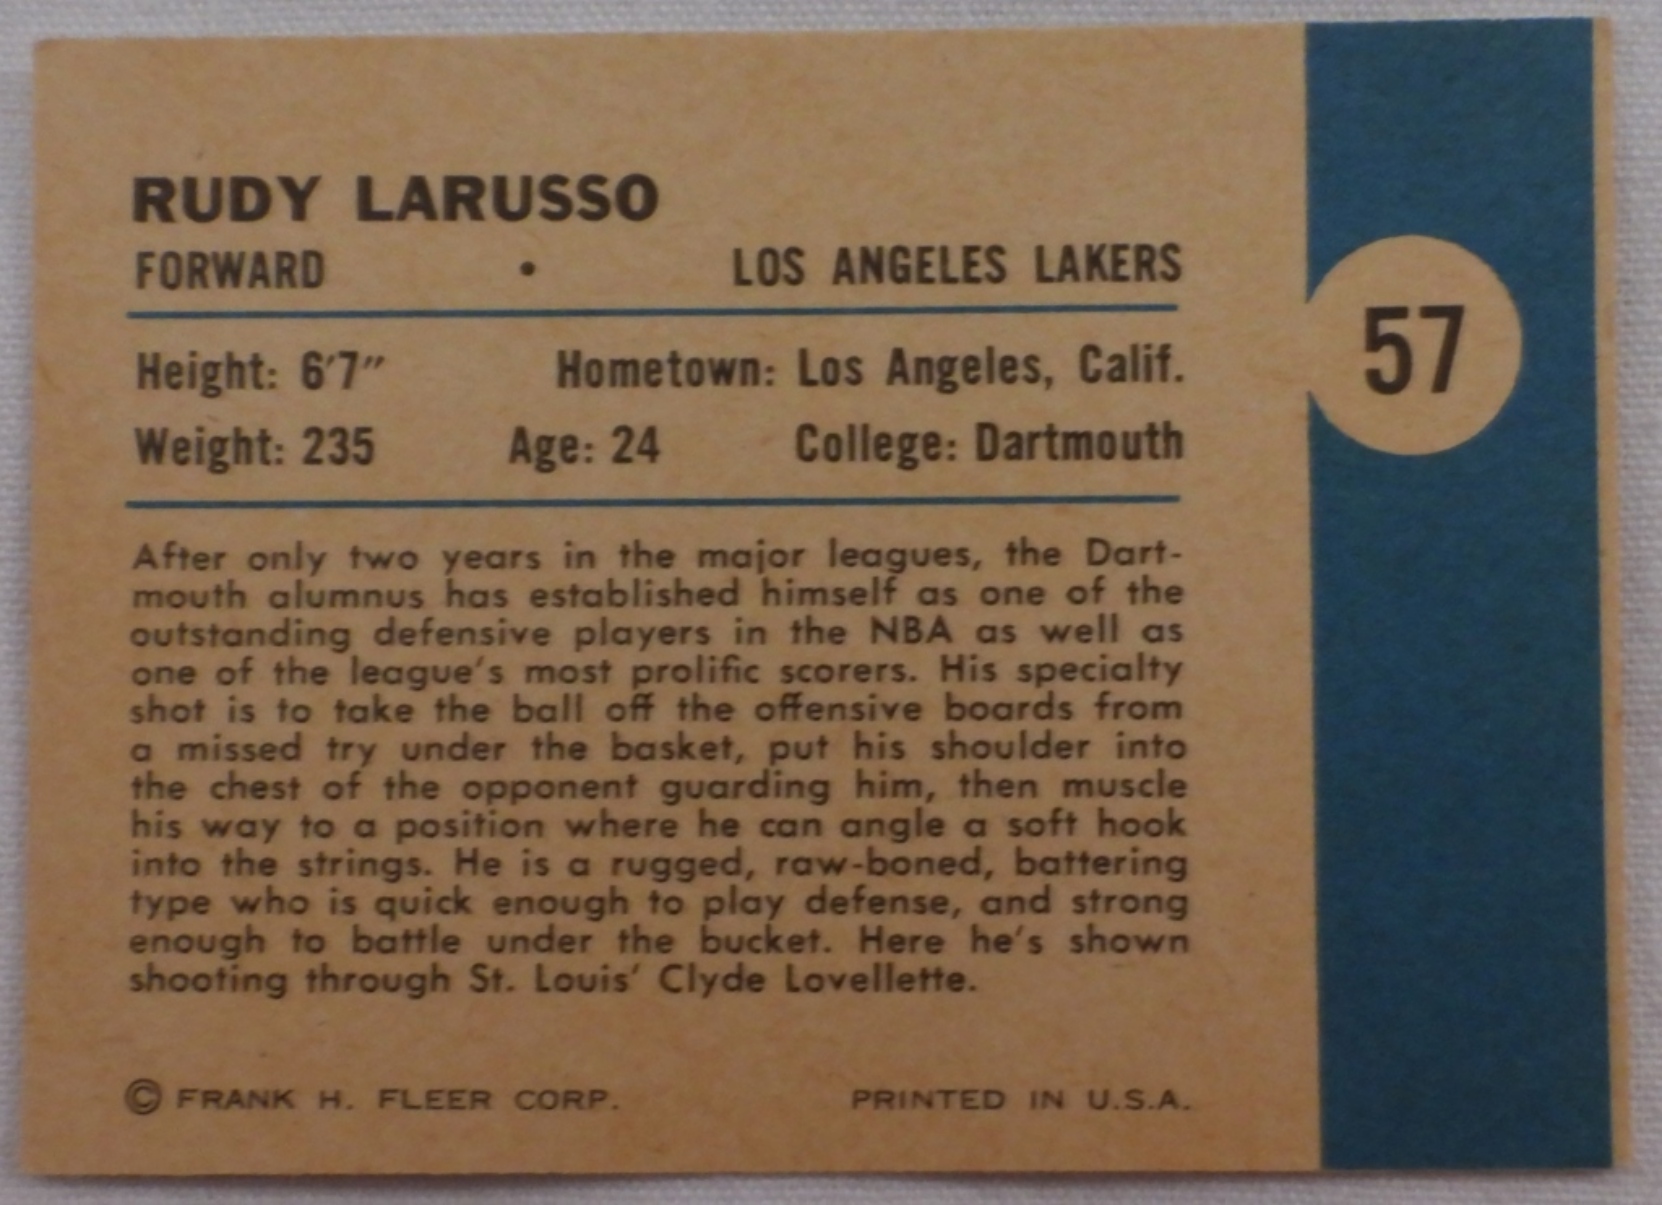 RUDY LARUSSO
FORWARD • LOS ANGELES LAKERS
57
Height: 6'7" Hometown: Los Angeles, Calif.
Weight: 235 Age: 24 College: Dartmouth
After only two years in the major leagues, the Dart-
mouth alumnus has established himself as one of the
outstanding defensive players in the NBA as well as
one of the league's most prolific scorers. His specialty
shot is to take the ball off the offensive boards from
a missed try under the basket, put his shoulder into
the chest of the opponent guarding him, then muscle
his way to a position where he can angle a soft hook
into the strings. He is a rugged, raw-boned, battering
type who is quick enough to play defense, and strong
enough to battle under the bucket. Here he's shown
shooting through St. Louis' Clyde Lovellette.
© FRANK H. FLEER CORP. PRINTED IN U.S.A.